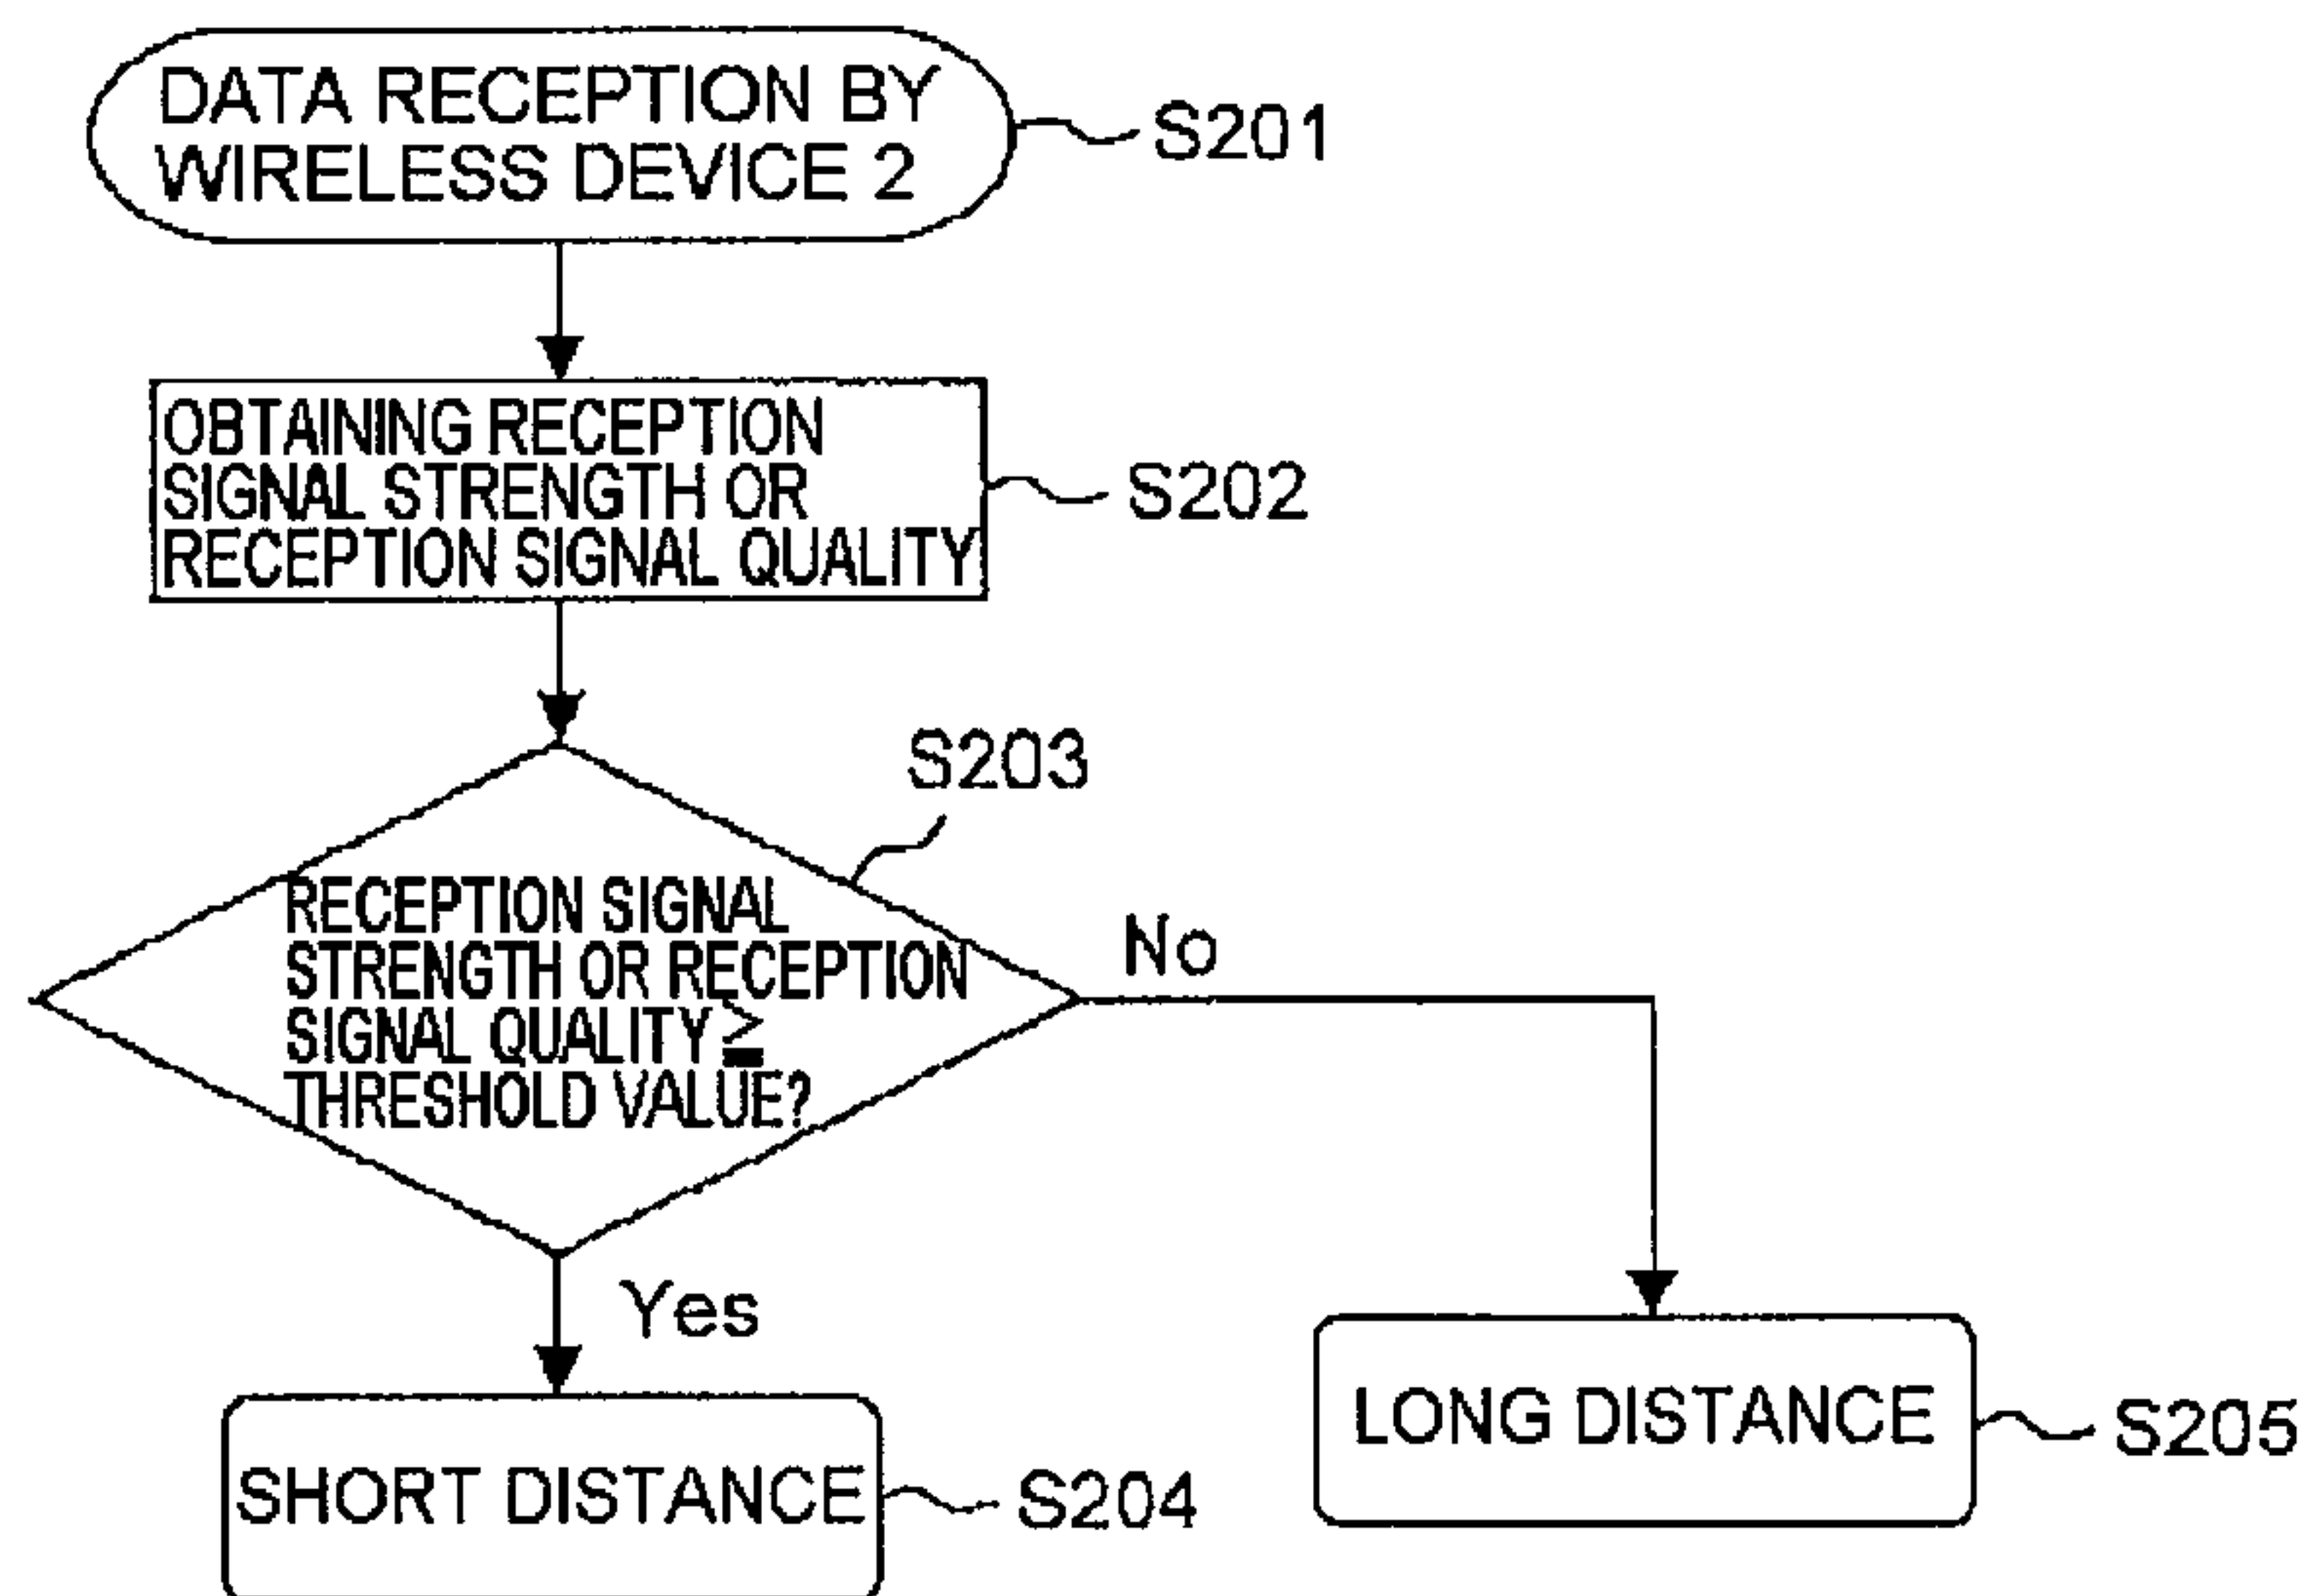 DATA RECEPTION BY
WIRELESS DEVICE 2
S201
OBTAINING RECEPTION
SIGNAL STRENGTH OR
RECEPTION SIGNAL QUALITY
S202
S203
RECEPTION SIGNAL
STRENGTH OR RECEPTION
SIGNAL QUALITY ≥
THRESHOLD VALUE?
No
Yes
LONG DISTANCE
S205
SHORT DISTANCE
S204